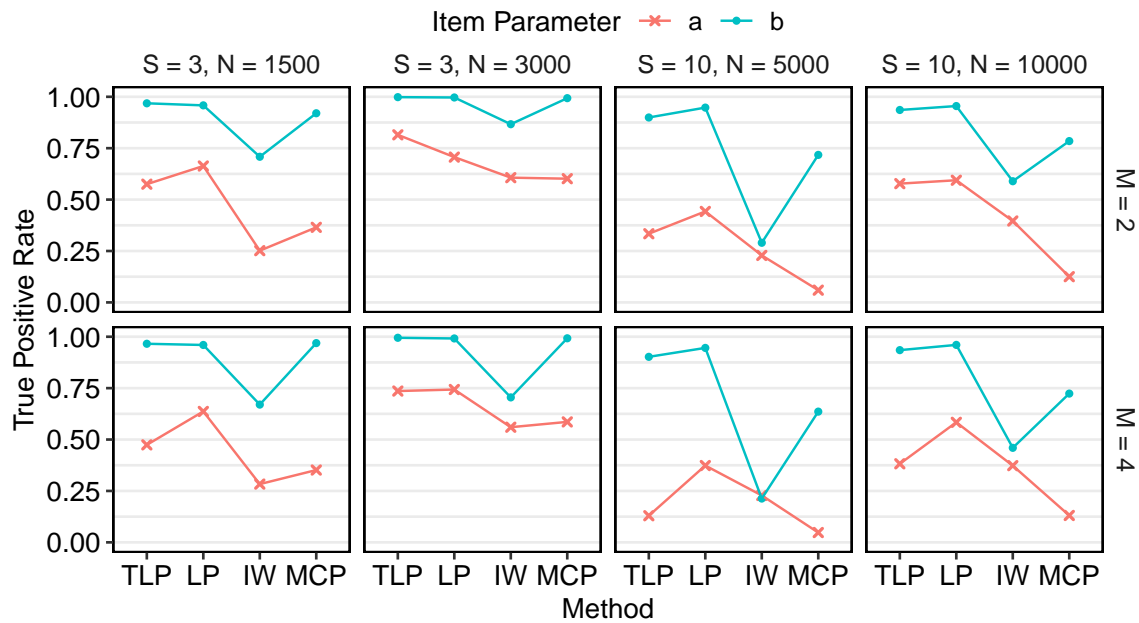 Item Parameter a b
S = 3, N = 1500 S = 3, N = 3000 S = 10, N = 5000 S = 10, N = 10000
True Positive Rate
1.00
0.75
0.50
0.25
0.00
M = 2
1.00
0.75
0.50
0.25
0.00
M = 4
TLP LP IW MCP TLP LP IW MCP TLP LP IW MCP TLP LP IW MCP
Method